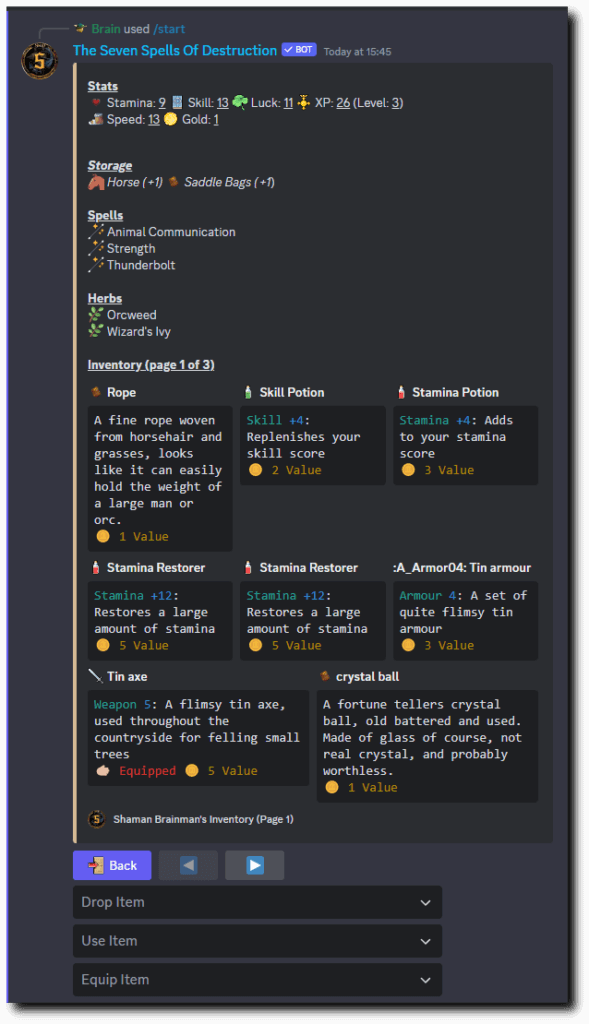 Brain used /start
The Seven Spells Of Destruction ✓ BOT Today at 15:45
Stats
Stamina: 9 Skill: 13 Luck: 11 XP: 26 (Level: 3)
Speed: 13 Gold: 1
Storage
Horse (+1) Saddle Bags (+1)
Spells
Animal Communication
Strength
Thunderbolt
Herbs
Orcweed
Wizard's Ivy
Inventory (page 1 of 3)
Rope
A fine rope woven
from horsehair and
grasses, looks
like it can easily
hold the weight of
a large man or
orc.
1 Value
Skill Potion
Skill +4:
Replenishes your
skill score
2 Value
Stamina Potion
Stamina +4: Adds
to your stamina
score
3 Value
Stamina Restorer
Stamina +12:
Restores a large
amount of stamina
5 Value
Stamina Restorer
Stamina +12:
Restores a large
amount of stamina
5 Value
:A_Armor04: Tin armour
Armour 4: A set of
quite flimsy tin
armour
3 Value
Tin axe
Weapon 5: A flimsy tin axe,
used throughout the
countryside for felling small
trees
Equipped 5 Value
crystal ball
A fortune tellers crystal
ball, old battered and used.
Made of glass of course, not
real crystal, and probably
worthless.
1 Value
S Shaman Brainman's Inventory (Page 1)
Back
Drop Item
Use Item
Equip Item